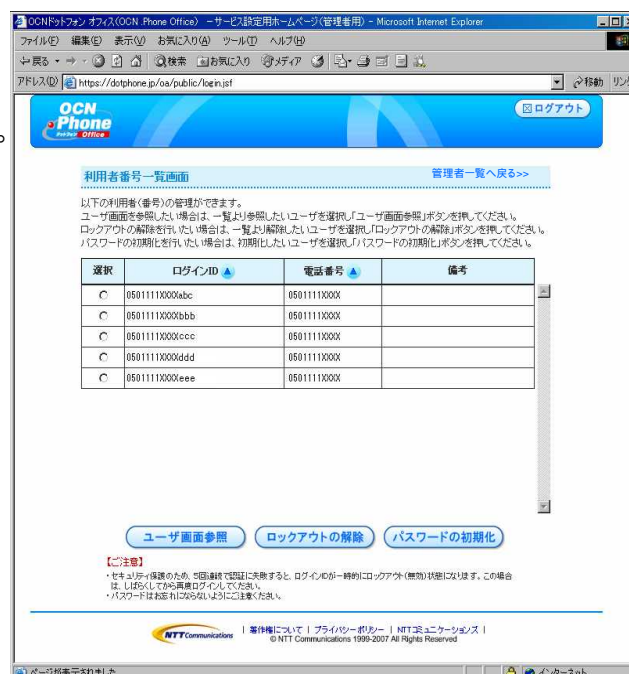 OCNドットフォン オフィス(OCN .Phone Office) －サービス設定用ホームページ(管理者用) - Microsoft Internet Explorer
ファイル(F) 編集(E) 表示(V) お気に入り(A) ツール(T) ヘルプ(H)
戻る 検索 お気に入り メディア
アドレス(D) https://dotphone.jp/oa/public/login.jsf 移動 リンク
OCN
.Phone
Office
ログアウト
利用者番号一覧画面 管理者一覧へ戻る>>
以下の利用者(番号)の管理ができます。
ユーザ画面を参照したい場合は、一覧より参照したいユーザを選択し「ユーザ画面参照」ボタンを押してください。
ロックアウトの解除を行いたい場合は、一覧より解除したいユーザを選択し「ロックアウトの解除」ボタンを押してください。
パスワードの初期化を行いたい場合は、初期化したいユーザを選択し「パスワードの初期化」ボタンを押してください。
選択 ログインID 電話番号 備考
0501111XXXXabc 0501111XXXX
0501111XXXXbbb 0501111XXXX
0501111XXXXccc 0501111XXXX
0501111XXXXddd 0501111XXXX
0501111XXXXeee 0501111XXXX
ユーザ画面参照 ロックアウトの解除 パスワードの初期化
【ご注意】
・セキュリティ保護のため、5回連続で認証に失敗すると、ログインIDが一時的にロックアウト(無効)状態になります。この場合
は、しばらくしてから再度ログインしてください。
・パスワードはお忘れにならないようにご注意ください。
NTT Communications | 著作権について | プライバシーポリシー | NTTコミュニケーションズ |
© NTT Communications 1999-2007 All Rights Reserved
ページが表示されました インターネット